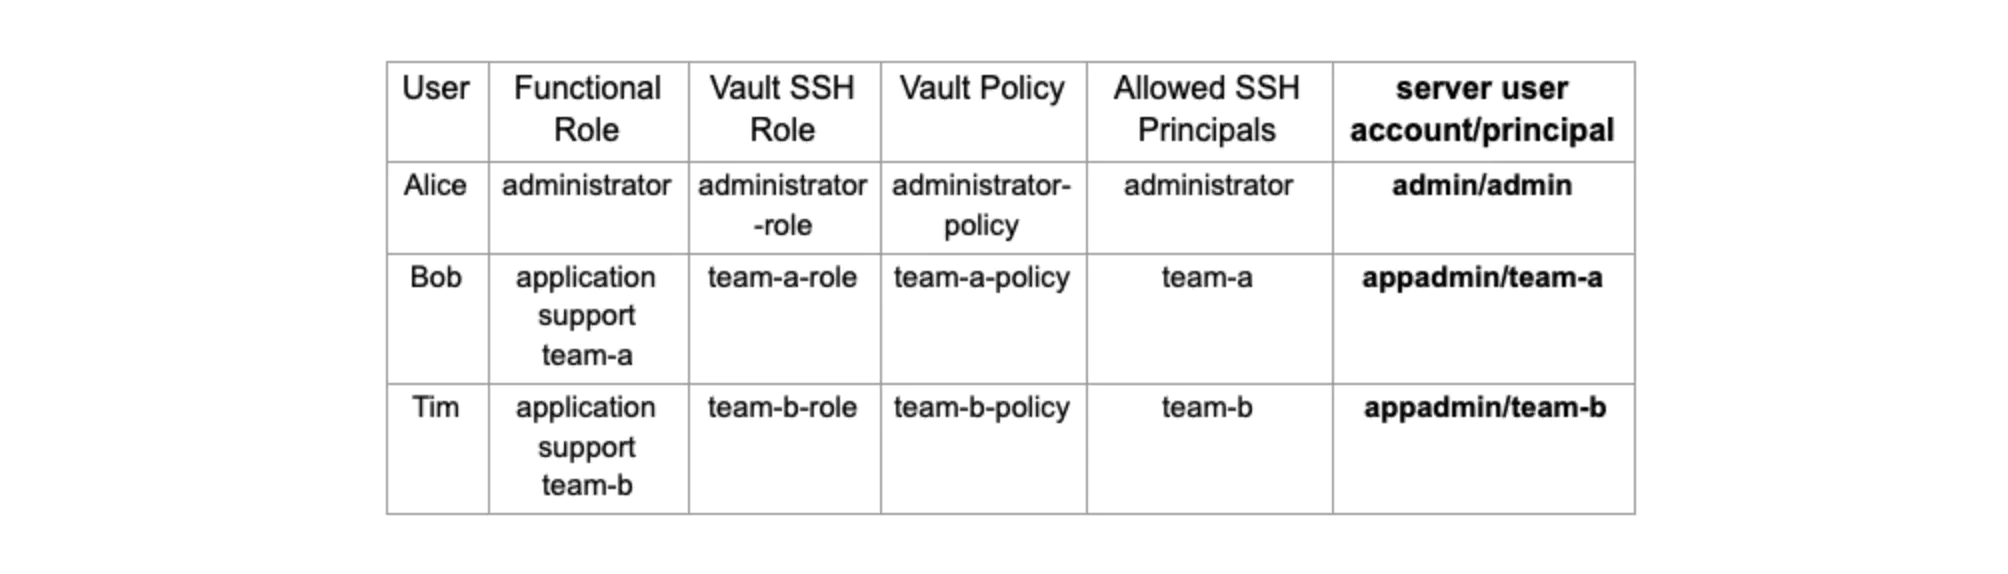 User
Functional
Role
Vault SSH
Role
Vault Policy
Allowed SSH
Principals
server user
account/principal
Alice
administrator
administrator
-role
administrator-
policy
administrator
admin/admin
Bob
application
support
team-a
team-a-role
team-a-policy
team-a
appadmin/team-a
Tim
application
support
team-b
team-b-role
team-b-policy
team-b
appadmin/team-b